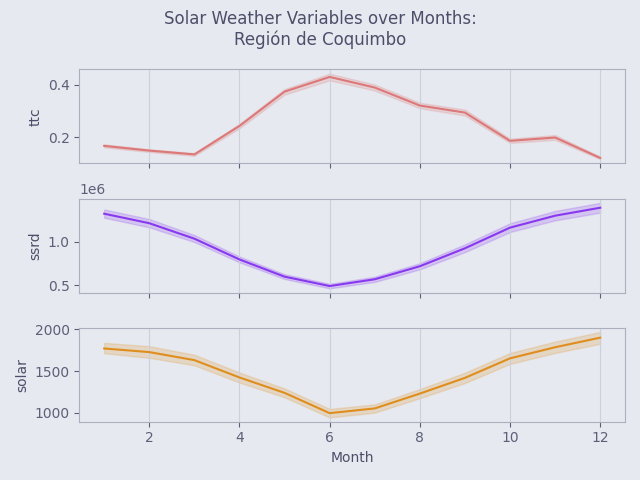 Solar Weather Variables over Months:
Región de Coquimbo
0.4
0.2
ttc
1e6
1.0
0.5
ssrd
2000
1500
1000
solar
2 4 6 8 10 12
Month